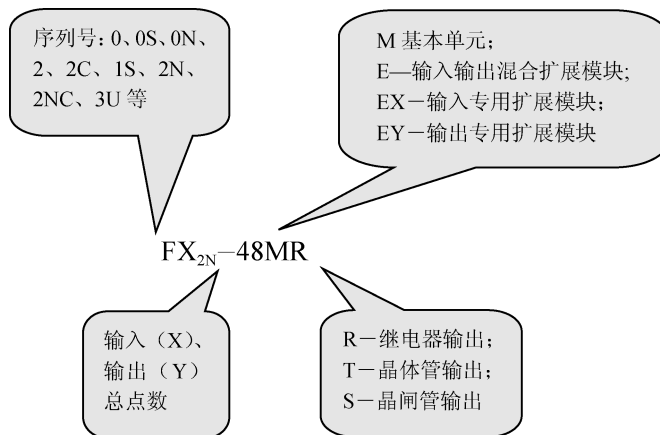 序列号:0、0S、0N、
2、2C、1S、2N、
2NC、3U 等
M 基本单元;
E—输入输出混合扩展模块;
EX－输入专用扩展模块;
EY－输出专用扩展模块
FX2N－48MR
输入（X）、
输出（Y）
总点数
R－继电器输出;
T－晶体管输出;
S－晶闸管输出